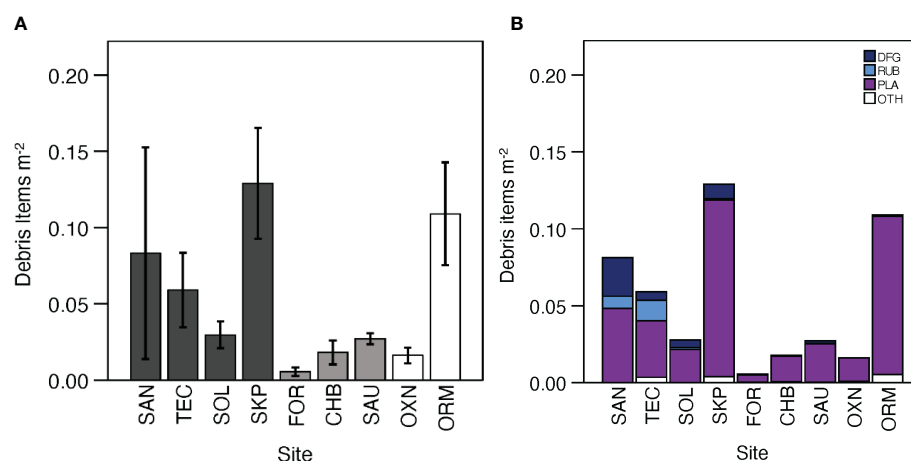 A
Debris Items m-2
0.20
0.15
0.10
0.05
0.00
SAN TEC SOL SKP FOR CHB SAU OXN ORM
Site
B
Debris items m-2
0.20
0.15
0.10
0.05
0.00
DFG
RUB
PLA
OTH
SAN TEC SOL SKP FOR CHB SAU OXN ORM
Site